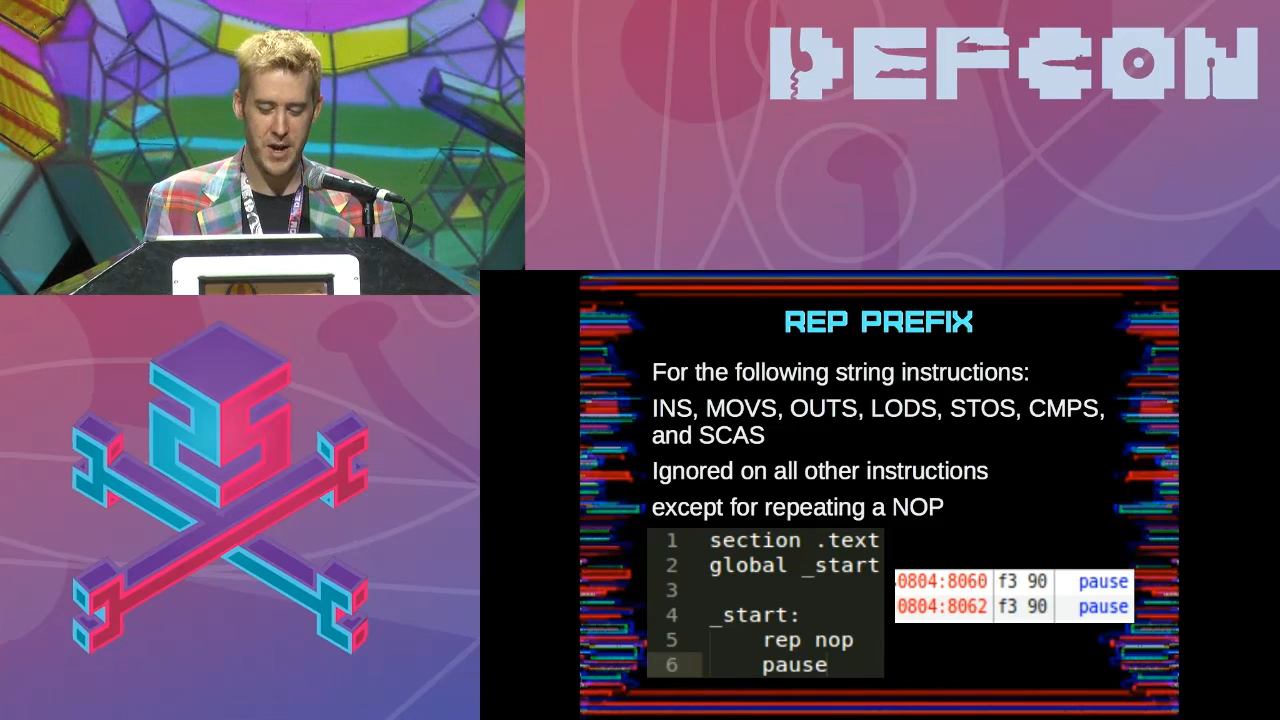 DEFCON
REP PREFIX
For the following string instructions:
INS, MOVS, OUTS, LODS, STOS, CMPS,
and SCAS
Ignored on all other instructions
except for repeating a NOP
1 section .text
2 global _start
3
4 _start:
5 rep nop
6 pause
0804:8060 f3 90 pause
0804:8062 f3 90 pause